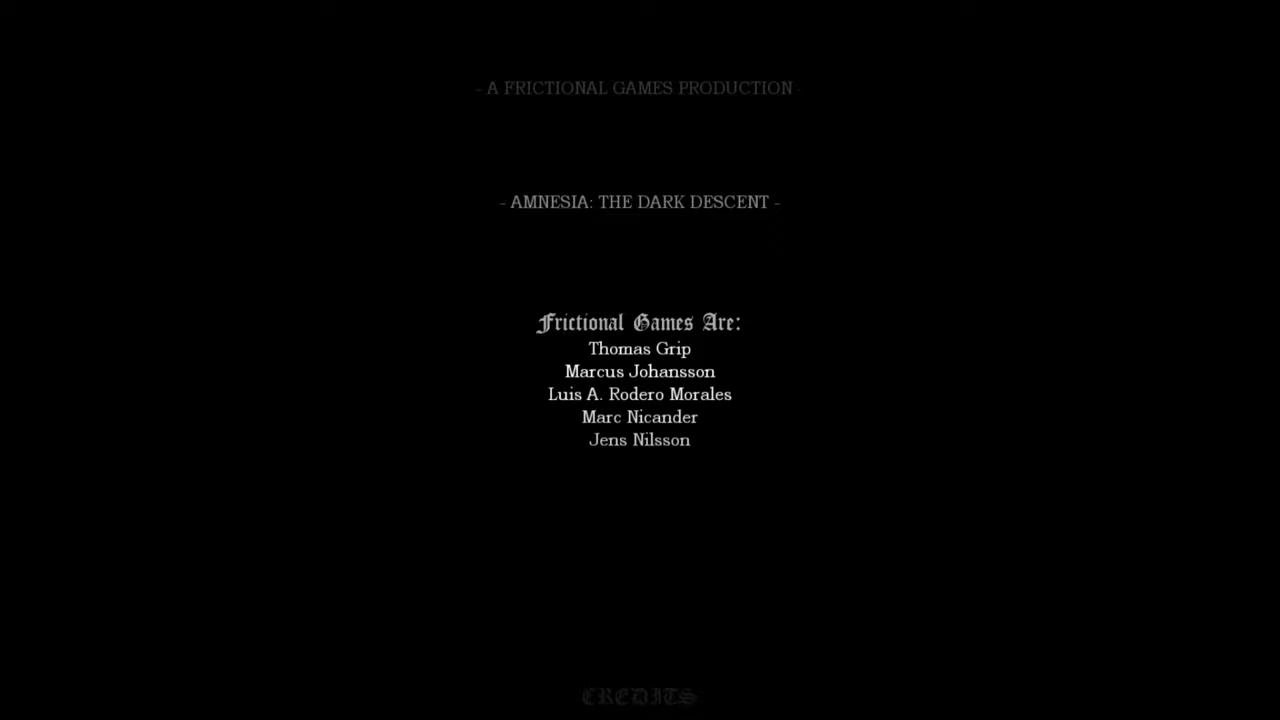 - A FRICTIONAL GAMES PRODUCTION -
- AMNESIA: THE DARK DESCENT -
Frictional Games Are:
Thomas Grip
Marcus Johansson
Luis A. Rodero Morales
Marc Nicander
Jens Nilsson
CREDITS